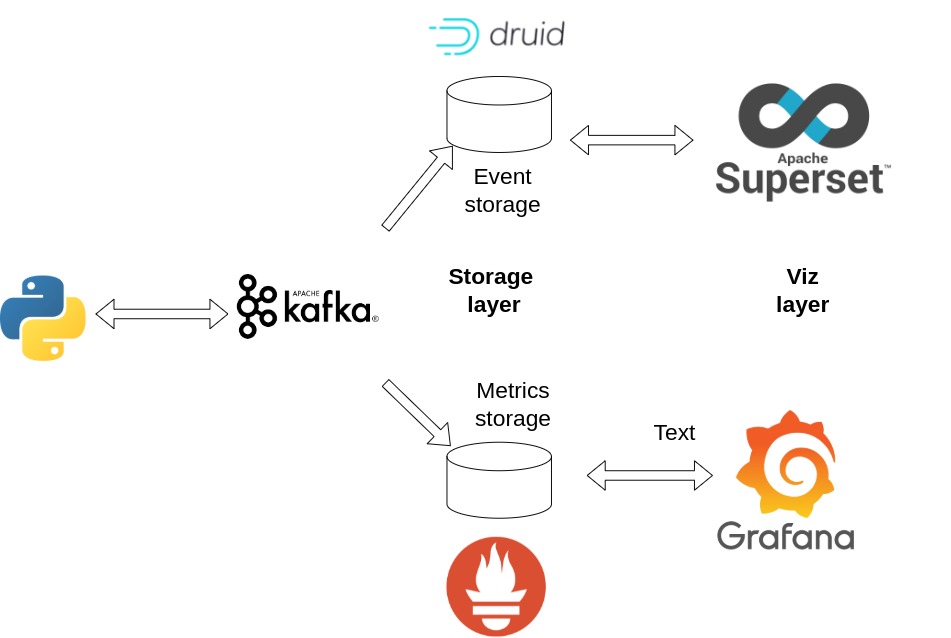 druid
Apache
Superset™
Event
storage
Storage
layer
Viz
layer
APACHE
kafka®
Metrics
storage
Text
Grafana